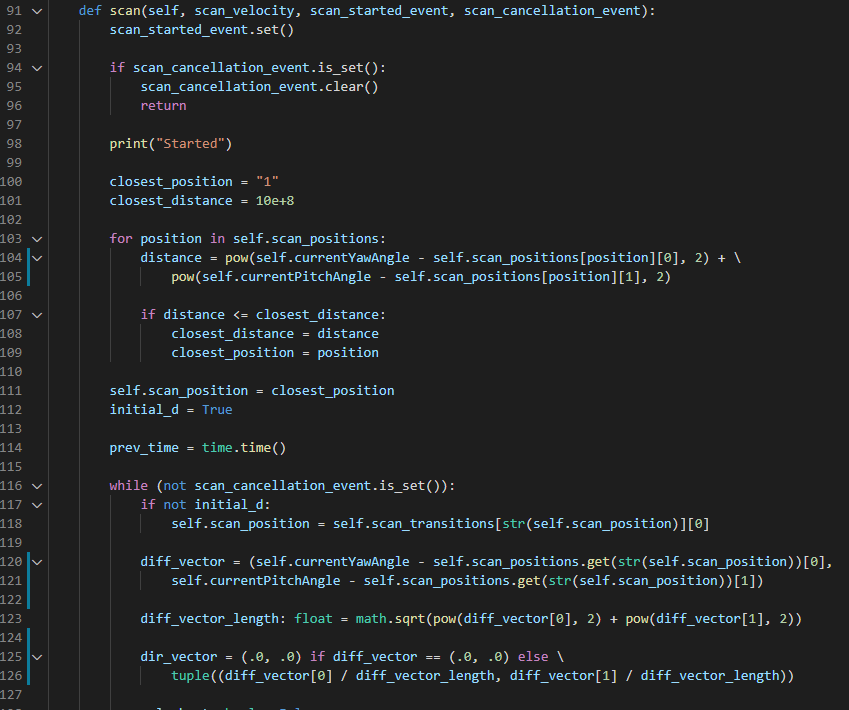 91 def scan(self, scan_velocity, scan_started_event, scan_cancellation_event):
92 scan_started_event.set()
93
94 if scan_cancellation_event.is_set():
95 scan_cancellation_event.clear()
96 return
97
98 print("Started")
99
100 closest_position = "1"
101 closest_distance = 10e+8
102
103 for position in self.scan_positions:
104 distance = pow(self.currentYawAngle - self.scan_positions[position][0], 2) + \
105 pow(self.currentPitchAngle - self.scan_positions[position][1], 2)
106
107 if distance <= closest_distance:
108 closest_distance = distance
109 closest_position = position
110
111 self.scan_position = closest_position
112 initial_d = True
113
114 prev_time = time.time()
115
116 while (not scan_cancellation_event.is_set()):
117 if not initial_d:
118 self.scan_position = self.scan_transitions[str(self.scan_position)][0]
119
120 diff_vector = (self.currentYawAngle - self.scan_positions.get(str(self.scan_position))[0],
121 self.currentPitchAngle - self.scan_positions.get(str(self.scan_position))[1])
122
123 diff_vector_length: float = math.sqrt(pow(diff_vector[0], 2) + pow(diff_vector[1], 2))
124
125 dir_vector = (.0, .0) if diff_vector == (.0, .0) else \
126 tuple((diff_vector[0] / diff_vector_length, diff_vector[1] / diff_vector_length))
127